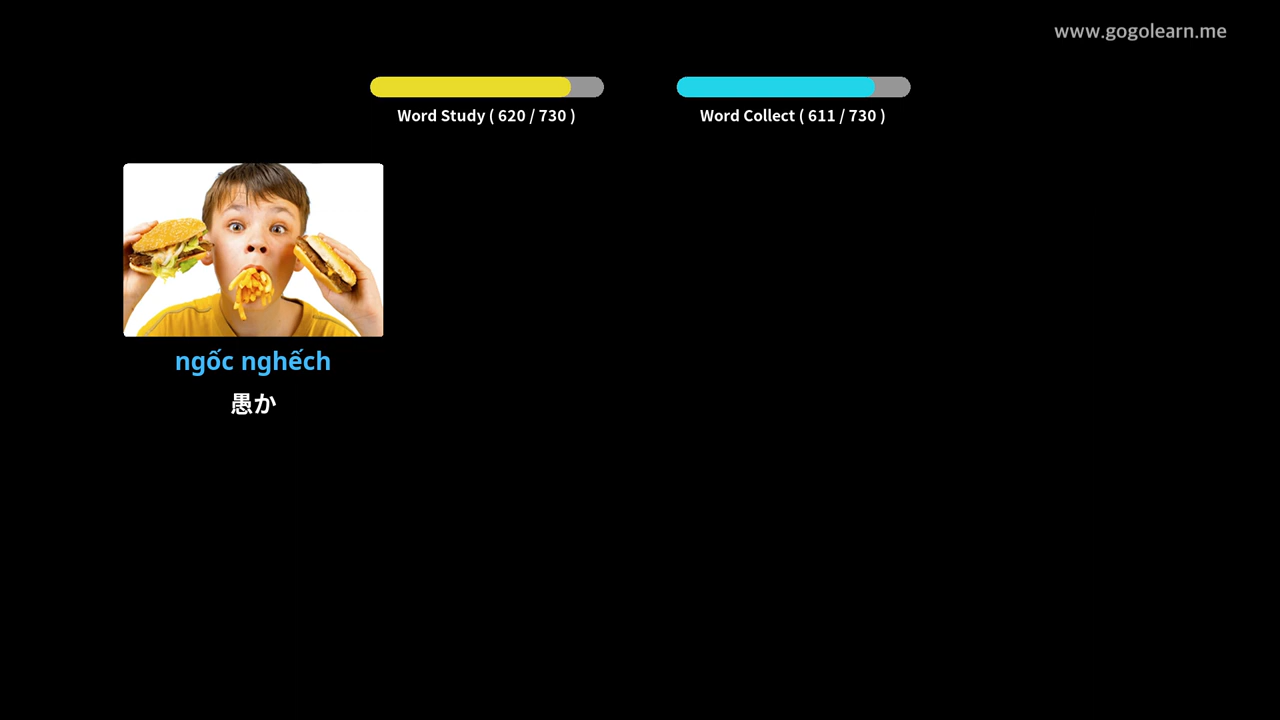 www.gogolearn.me
Word Study ( 620 / 730 )
Word Collect ( 611 / 730 )
ngốc nghếch
愚か